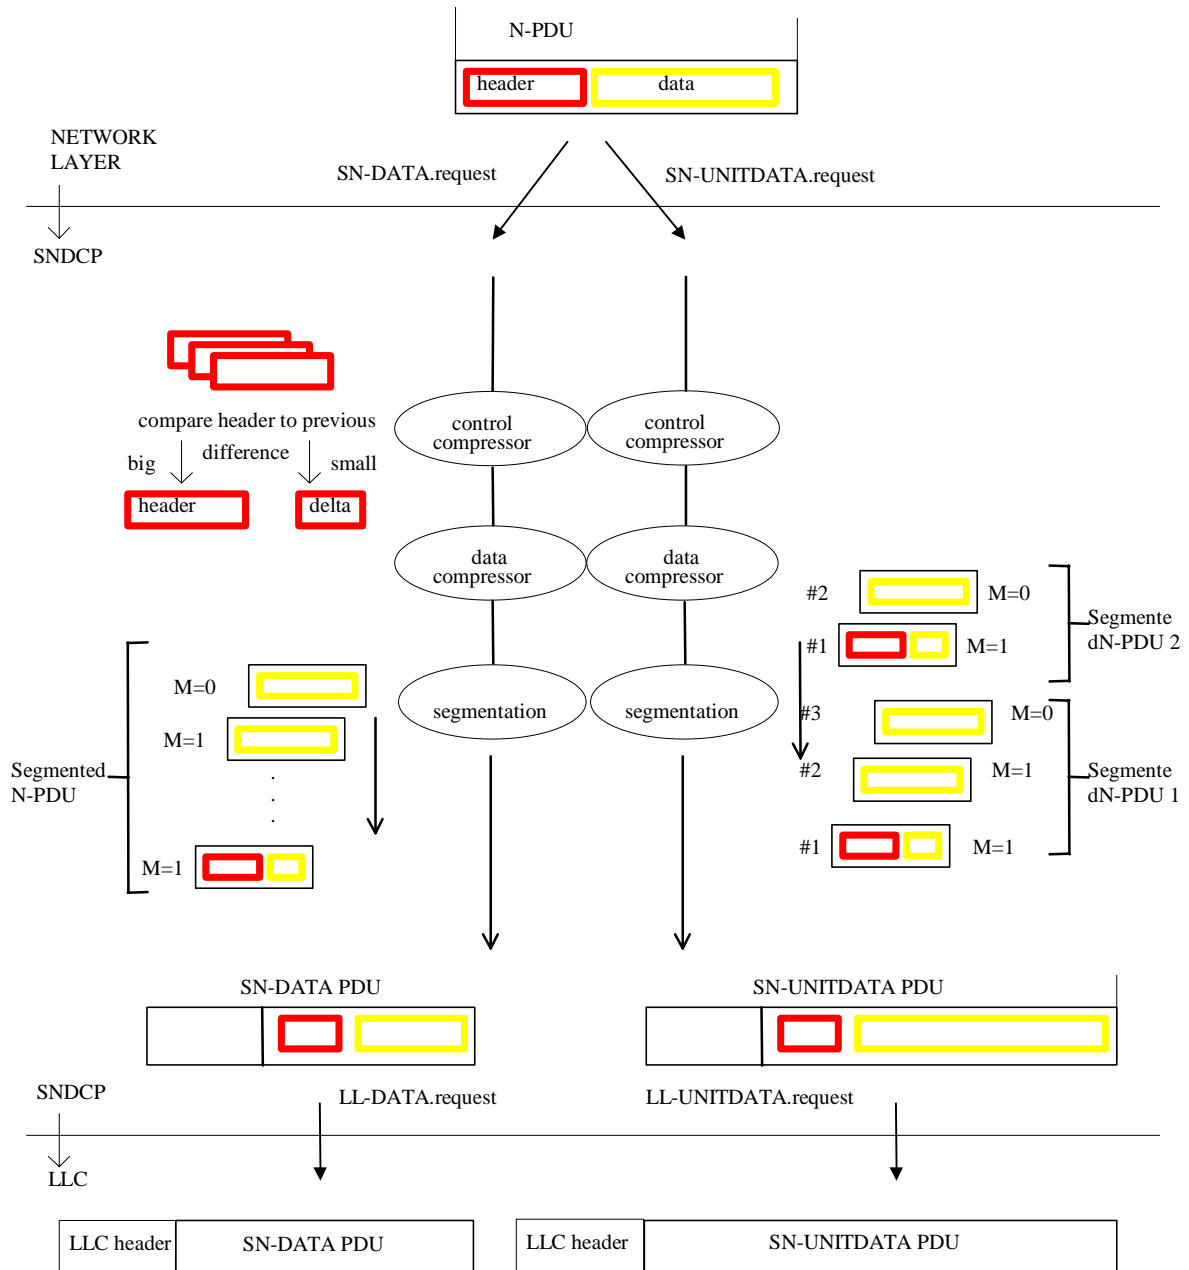 N-PDU
header data
NETWORK
LAYER
SN-DATA.request
SN-UNITDATA.request
SNDCP
compare header to previous
difference
big
small
header
delta
control
compressor
control
compressor
data
compressor
data
compressor
segmentation
segmentation
M=0
M=1
.
.
.
M=1
Segmented
N-PDU
#2 M=0
#1 M=1
Segmente
dN-PDU 2
#3 M=0
#2 M=1
#1 M=1
Segmente
dN-PDU 1
SN-DATA PDU
SN-UNITDATA PDU
SNDCP
LL-DATA.request
LL-UNITDATA.request
LLC
LLC header
SN-DATA PDU
LLC header
SN-UNITDATA PDU